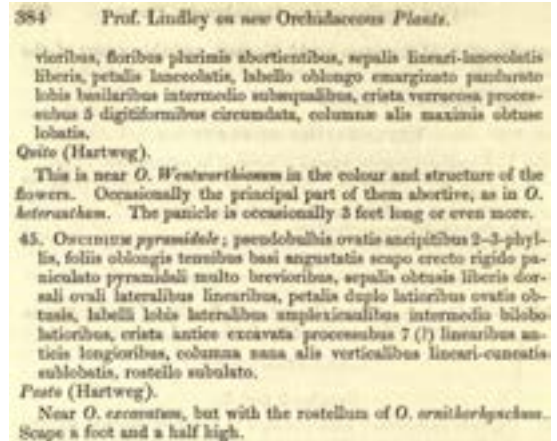 384 Prof. Lindley on new Orchidaceous Plants.
vioribus, floribus plurimis abortientibus, sepalis lineari-lanceolatis
liberis, petalis lanceolatis, labello oblongo emarginato pandurato
lobis basilaribus intermedio subæqualibus, crista verrucosa proces-
subus 5 digitiformibus circumdata, columnæ alis maximis obtuse
lobatis.
Quito (Hartweg).
This is near O. Wentworthianum in the colour and structure of the
flowers. Occasionally the principal part of them abortive, as in O.
heteranthum. The panicle is occasionally 3 feet long or even more.
45. Oncidium pyramidale; pseudobulbis ovatis ancipitibus 2–3-phyl-
lis, foliis oblongis tenuibus basi angustatis scapo erecto rigido pa-
niculato pyramidali multo brevioribus, sepalis obtusis liberis dor-
sali ovali lateralibus linearibus, petalis duplo latioribus ovatis ob-
tusis, labelli lobis lateralibus amplexicaulibus intermedio bilobo
latioribus, crista antice excavata processubus 7 (?) linearibus an-
ticis longioribus, columna nana alis verticalibus lineari-cuneatis
sublobatis, rostello subulato.
Pasto (Hartweg).
Near O. excavatum, but with the rostellum of O. ornithorhynchum.
Scape a foot and a half high.